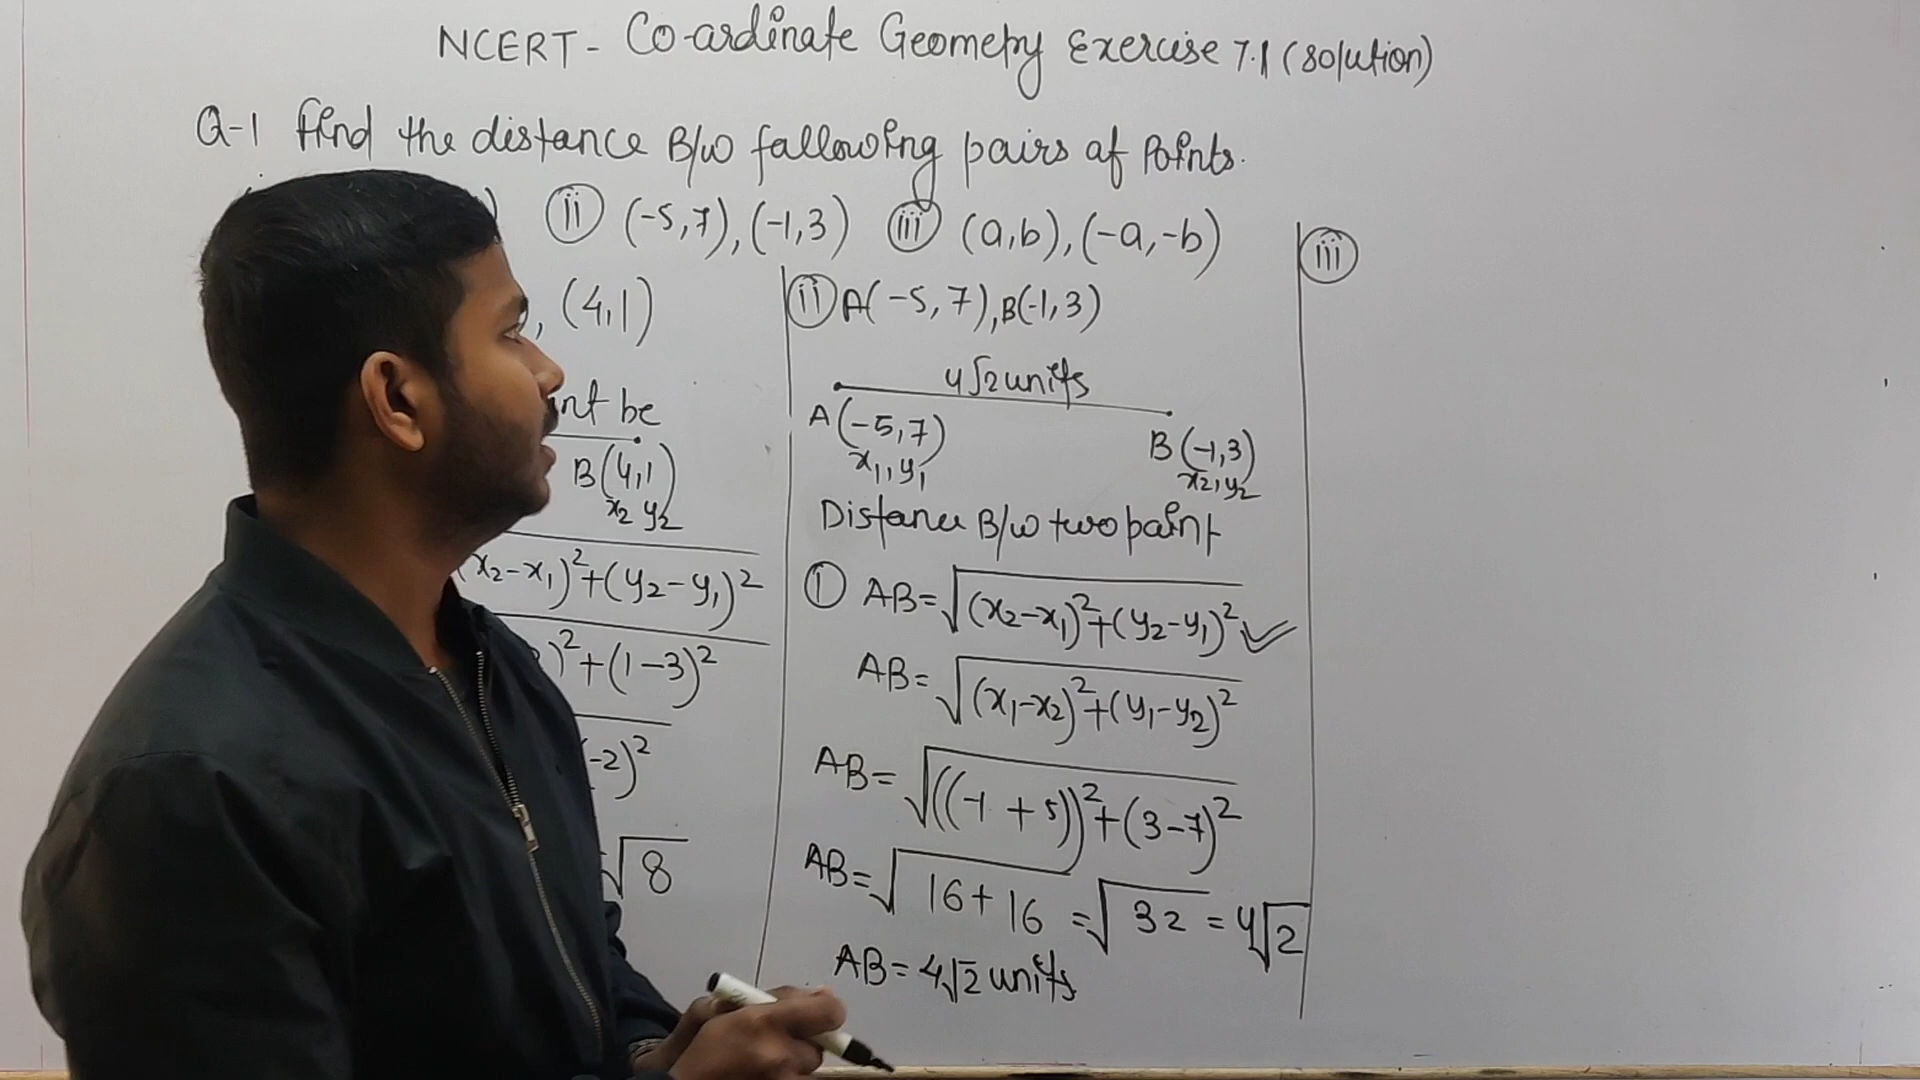 NCERT - Co-ardinate Geometry Exercise 7.1 (solution)
Q-1 Find the distance B/w fallowing pairs af Points.
(ii) (-5,7), (-1,3) (iii) (a,b), (-a,-b)
, (4,1)
be
B(4,1)
x2 y2
(x2-x1)²+(y2-y1)²
)²+(1-3)²
-2)²
√8
(ii) A(-5,7), B(-1,3)
4√2 units
A(-5,7)
x1, y1
B(-1,3)
x2, y2
Distance B/w two paint
(1) AB=√(x2-x1)²+(y2-y1)²✓
AB=√(x1-x2)²+(y1-y2)²
AB=√((-1+5))²+(3-7)²
AB=√16+16 =√32 = 4√2
AB= 4√2 units
(iii)